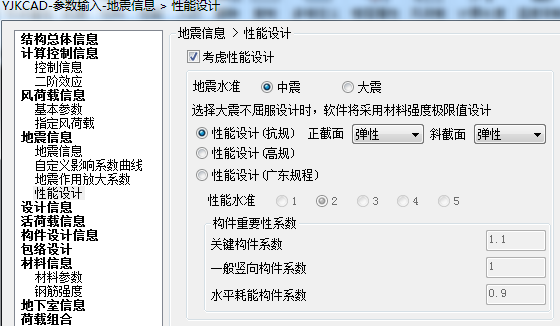 YJKCAD-参数输入-地震信息 > 性能设计
结构总体信息
计算控制信息
控制信息
二阶效应
风荷载信息
基本参数
指定风荷载
地震信息
地震信息
自定义影响系数曲线
地震作用放大系数
性能设计
设计信息
活荷载信息
构件设计信息
包络设计
材料信息
材料参数
钢筋强度
地下室信息
荷载组合
地震信息 > 性能设计
考虑性能设计
地震水准 中震 大震
选择大震不屈服设计时，软件将采用材料强度极限值设计
性能设计(抗规) 正截面 弹性 斜截面 弹性
性能设计(高规)
性能设计(广东规程)
性能水准 1 2 3 4 5
构件重要性系数
关键构件系数 1.1
一般竖向构件系数 1
水平耗能构件系数 0.9